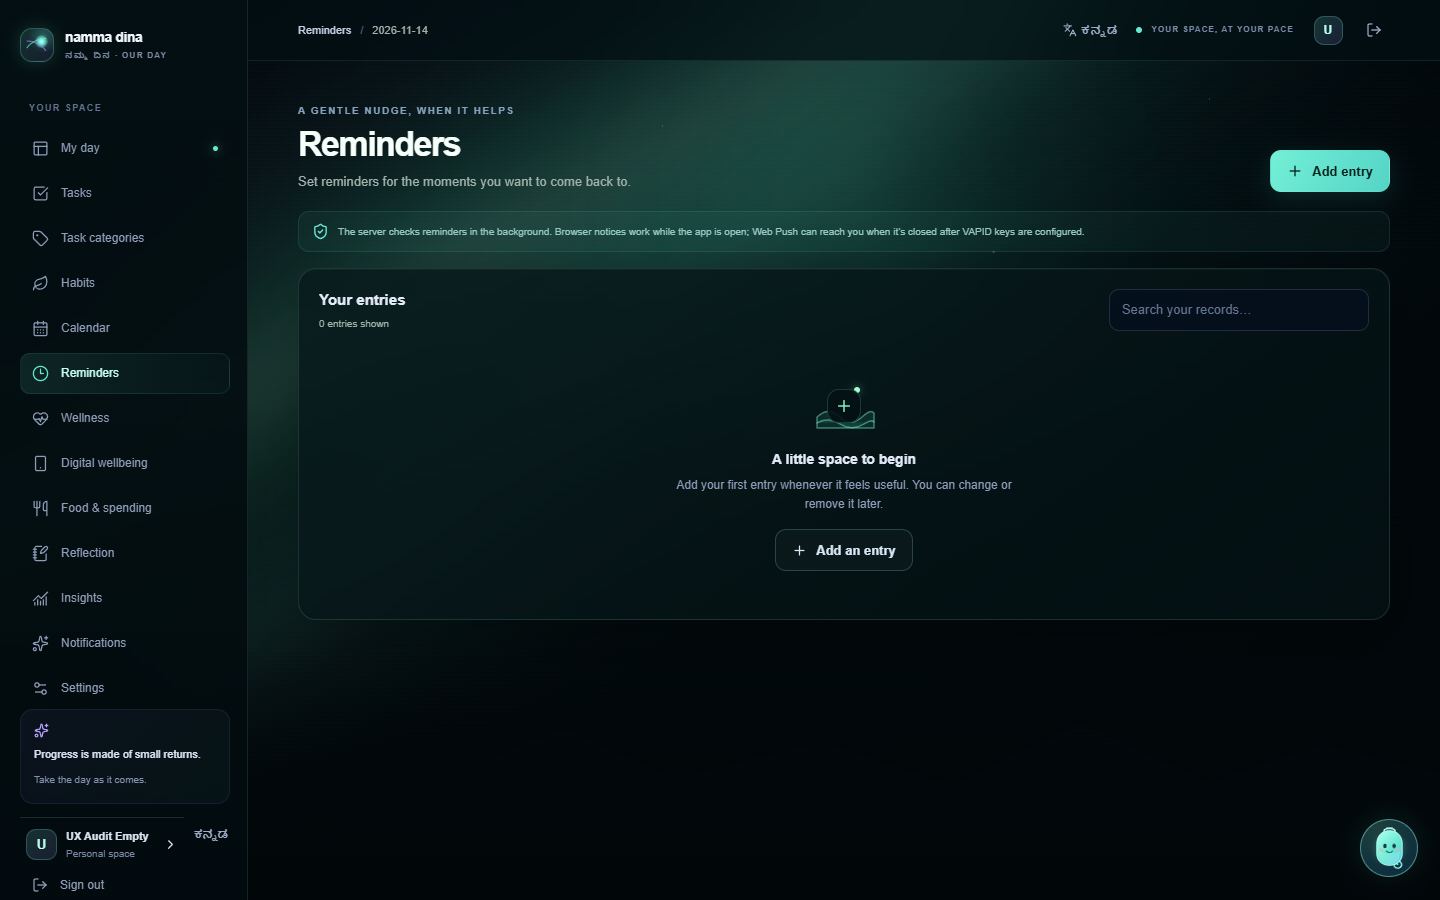 namma dina
ನಮ್ಮ ದಿನ · OUR DAY
YOUR SPACE
My day
Tasks
Task categories
Habits
Calendar
Reminders
Wellness
Digital wellbeing
Food & spending
Reflection
Insights
Notifications
Settings
Progress is made of small returns.
Take the day as it comes.
U
UX Audit Empty
Personal space
ಕನ್ನಡ
Sign out
Reminders / 2026-11-14
ಕನ್ನಡ
YOUR SPACE, AT YOUR PACE
U
A GENTLE NUDGE, WHEN IT HELPS
Reminders
Set reminders for the moments you want to come back to.
Add entry
The server checks reminders in the background. Browser notices work while the app is open; Web Push can reach you when it's closed after VAPID keys are configured.
Your entries
0 entries shown
Search your records...
A little space to begin
Add your first entry whenever it feels useful. You can change or
remove it later.
Add an entry